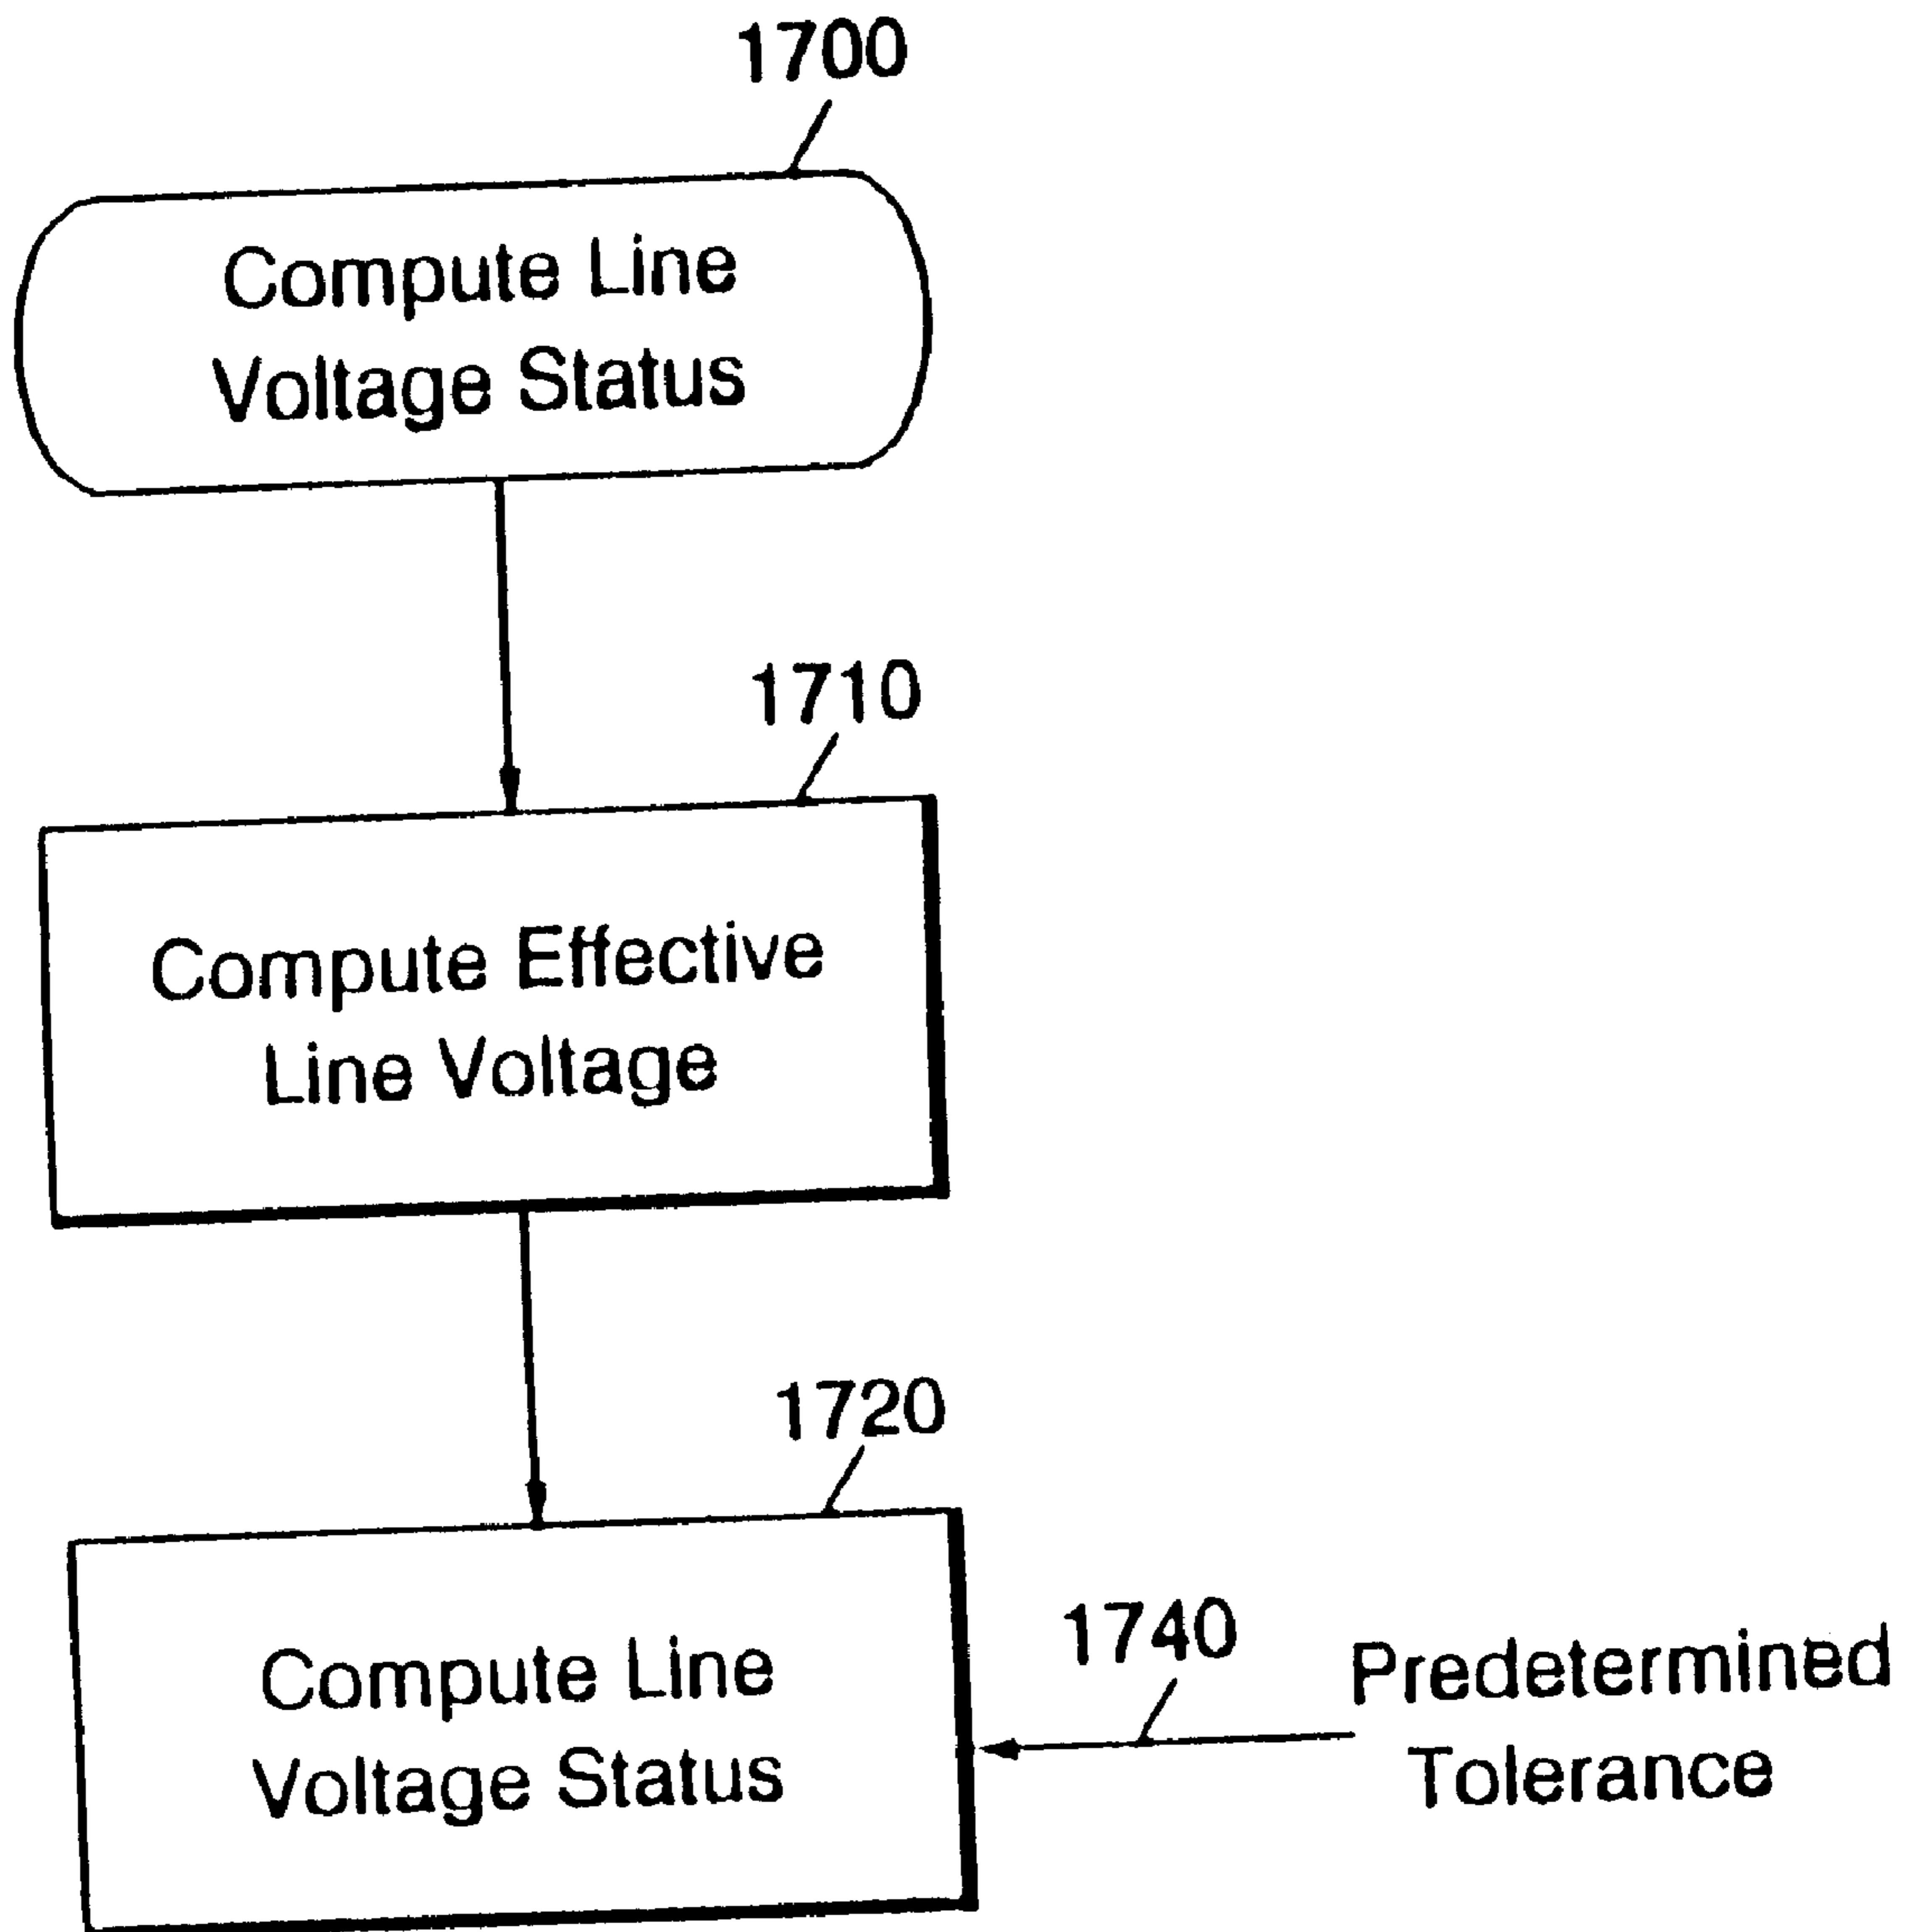 1700
Compute Line
Voltage Status
1710
Compute Effective
Line Voltage
1720
Compute Line
Voltage Status
1740
Predetermined
Tolerance